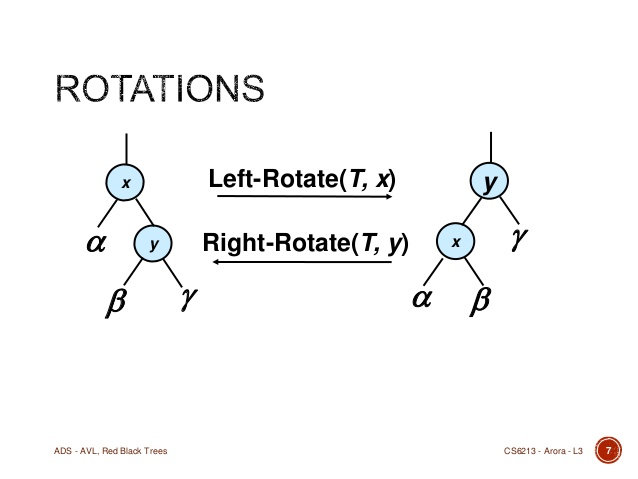 ROTATIONS
x
Left-Rotate(T, x)
y
α
y
Right-Rotate(T, y)
x
γ
β
γ
α
β
ADS - AVL, Red Black Trees
CS6213 - Arora - L3
7